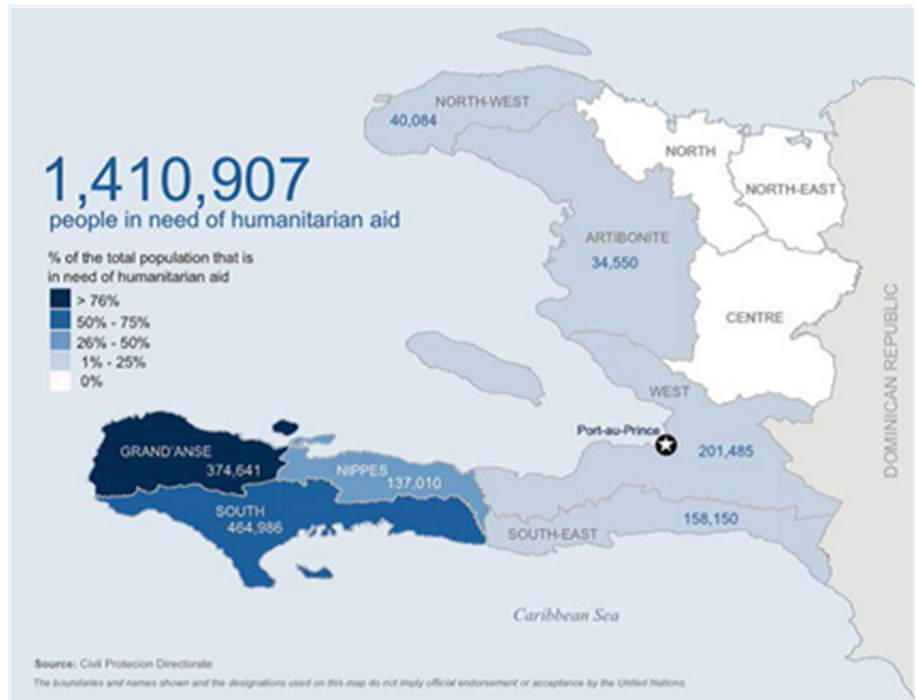 NORTH-WEST
40,084
1,410,907
people in need of humanitarian aid
NORTH
NORTH-EAST
% of the total population that is
in need of humanitarian aid
> 76%
50% - 75%
26% - 50%
1% - 25%
0%
ARTIBONITE
34,550
CENTRE
DOMINICAN REPUBLIC
WEST
Port-au-Prince
201,485
GRAND'ANSE
374,641
NIPPES
137,010
SOUTH
464,986
SOUTH-EAST
158,150
Caribbean Sea
Source: Civil Protecion Directorate
The boundaries and names shown and the designations used on this map do not imply official endorsement or acceptance by the United Nations.